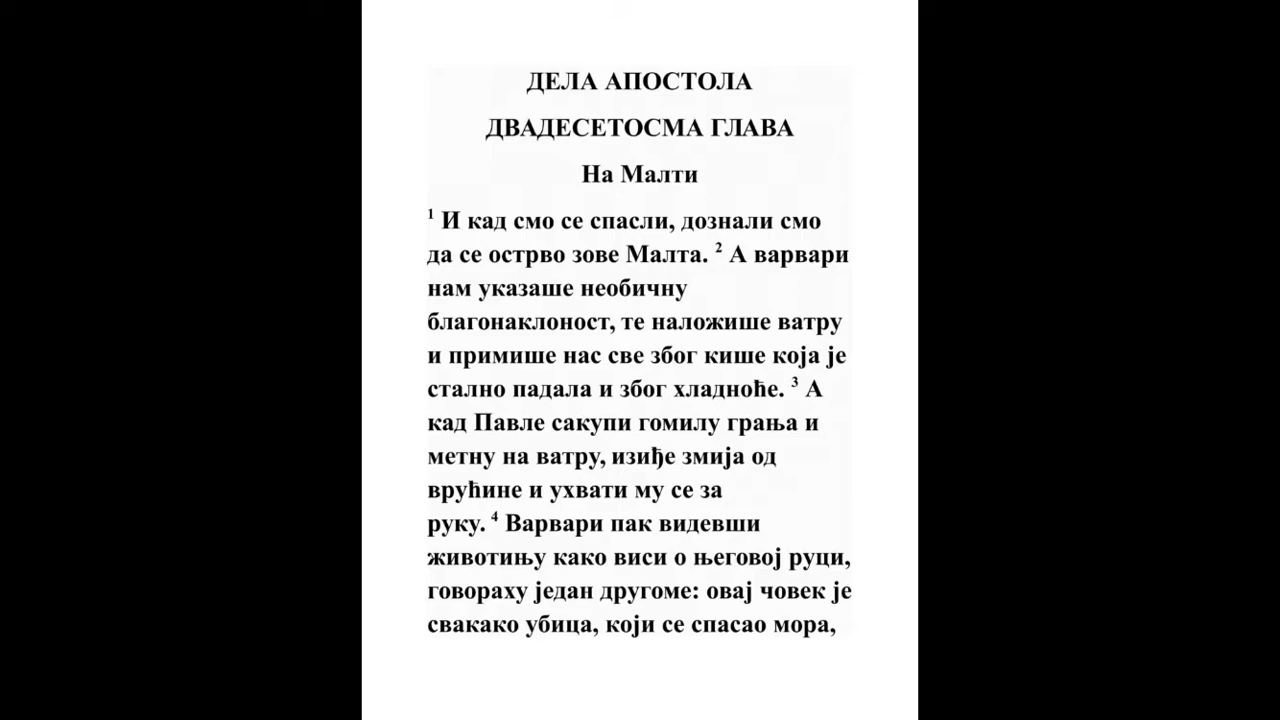 ДЕЛА АПОСТОЛА
ДВАДЕСЕТОСМА ГЛАВА
На Малти
¹ И кад смо се спасли, дознали смо
да се острво зове Малта. ² А варвари
нам указаше необичну
благонаклоност, те наложише ватру
и примише нас све због кише која је
стално падала и због хладноће. ³ А
кад Павле сакупи гомилу грања и
метну на ватру, изиђе змија од
врућине и ухвати му се за
руку. ⁴ Варвари пак видевши
животињу како виси о његовој руци,
говораху један другоме: овај човек је
свакако убица, који се спасао мора,